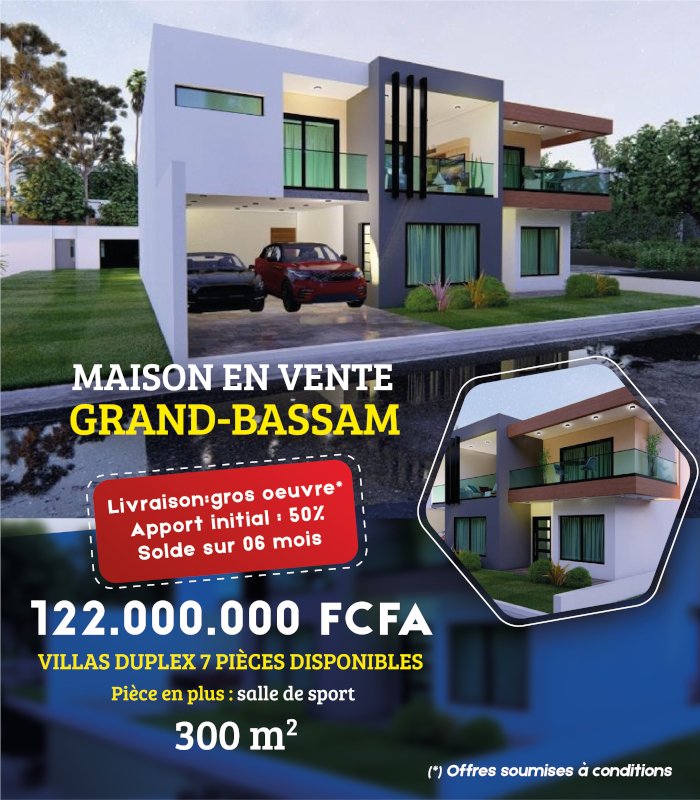 MAISON EN VENTE
GRAND-BASSAM
Livraison:gros oeuvre*
Apport initial : 50%
Solde sur 06 mois
122.000.000 FCFA
VILLAS DUPLEX 7 PIÈCES DISPONIBLES
Pièce en plus : salle de sport
300 m²
(*) Offres soumises à conditions